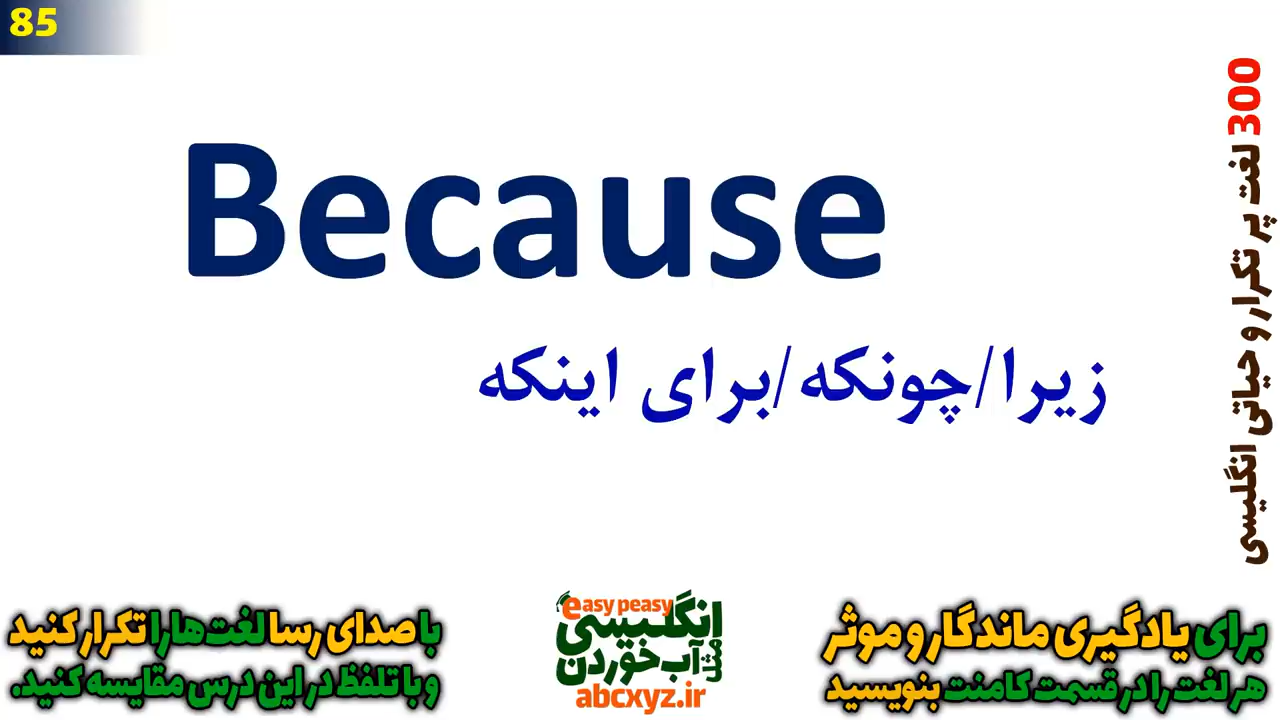 85
Because
زیرا/چونکه/برای اینکه
300 لغت پر تکرار و حیاتی انگلیسی
برای یادگیری ماندگار و موثر
هر لغت را در قسمت کامنت بنویسید
easy peasy
انگلیسی
مثل آب خوردن
abcxyz.ir
با صدای رسا لغت‌ها را تکرار کنید
و با تلفظ در این درس مقایسه کنید.